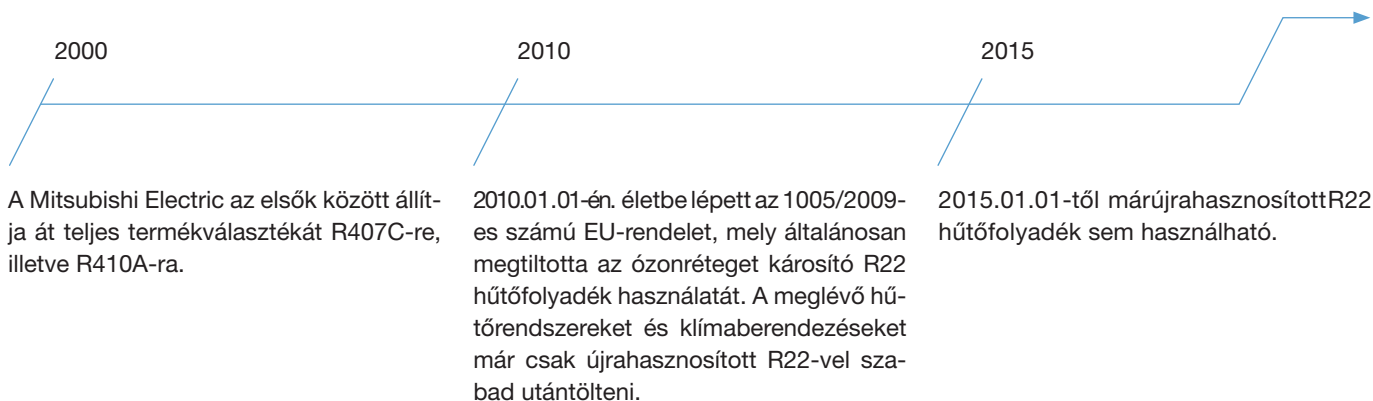 2000
A Mitsubishi Electric az elsők között állít-
ja át teljes termékválasztékát R407C-re,
illetve R410A-ra.
2010
2010.01.01-én. életbe lépett az 1005/2009-
es számú EU-rendelet, mely általánosan
megtiltotta az ózonréteget károsító R22
hűtőfolyadék használatát. A meglévő hű-
tőrendszereket és klímaberendezéseket
már csak újrahasznosított R22-vel sza-
bad utántölteni.
2015
2015.01.01-től márújrahasznosítottR22
hűtőfolyadék sem használható.